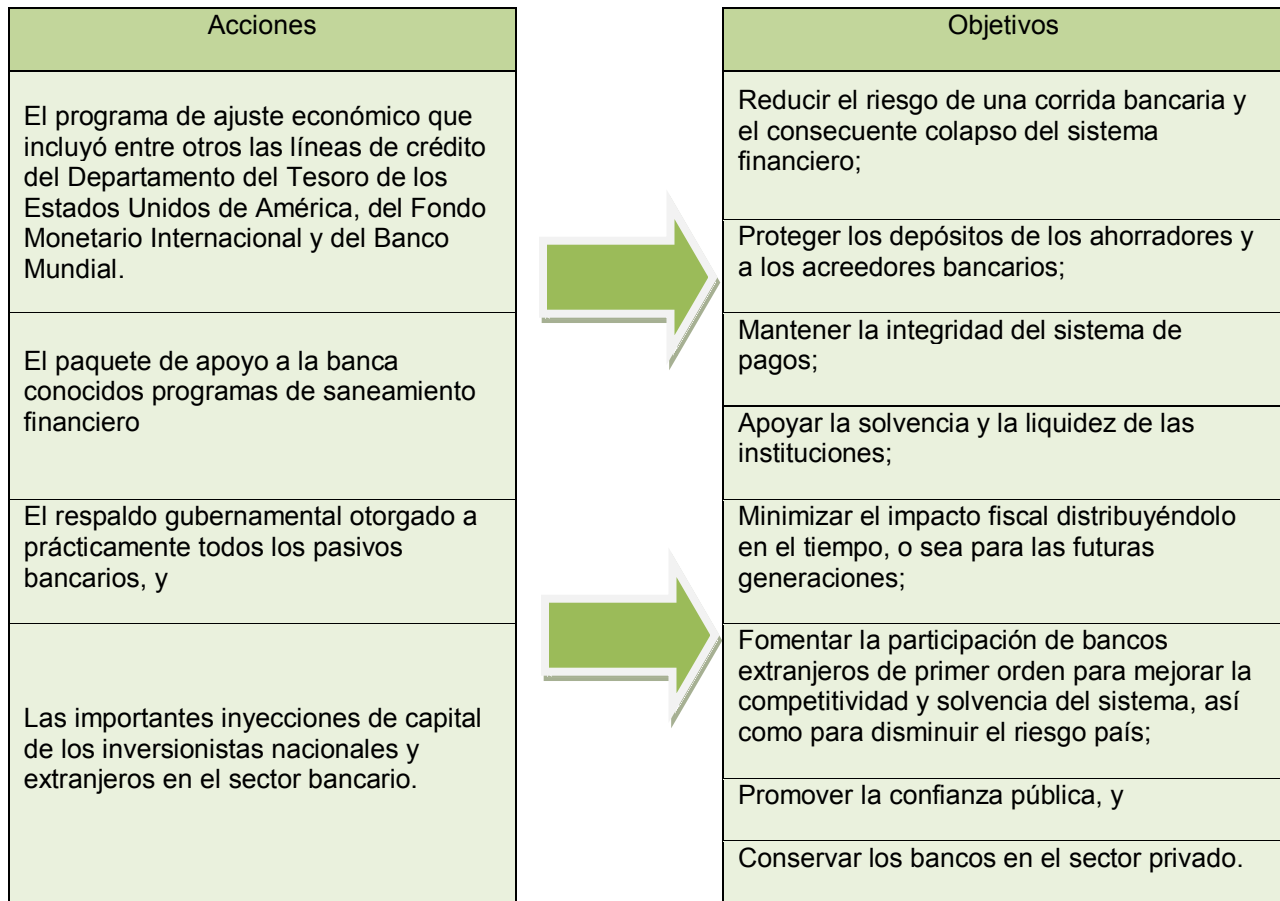 Acciones
El programa de ajuste económico que
incluyó entre otros las líneas de crédito
del Departamento del Tesoro de los
Estados Unidos de América, del Fondo
Monetario Internacional y del Banco
Mundial.
El paquete de apoyo a la banca
conocidos programas de saneamiento
financiero
El respaldo gubernamental otorgado a
prácticamente todos los pasivos
bancarios, y
Las importantes inyecciones de capital
de los inversionistas nacionales y
extranjeros en el sector bancario.
Objetivos
Reducir el riesgo de una corrida bancaria y
el consecuente colapso del sistema
financiero;
Proteger los depósitos de los ahorradores y
a los acreedores bancarios;
Mantener la integridad del sistema de
pagos;
Apoyar la solvencia y la liquidez de las
instituciones;
Minimizar el impacto fiscal distribuyéndolo
en el tiempo, o sea para las futuras
generaciones;
Fomentar la participación de bancos
extranjeros de primer orden para mejorar la
competitividad y solvencia del sistema, así
como para disminuir el riesgo país;
Promover la confianza pública, y
Conservar los bancos en el sector privado.